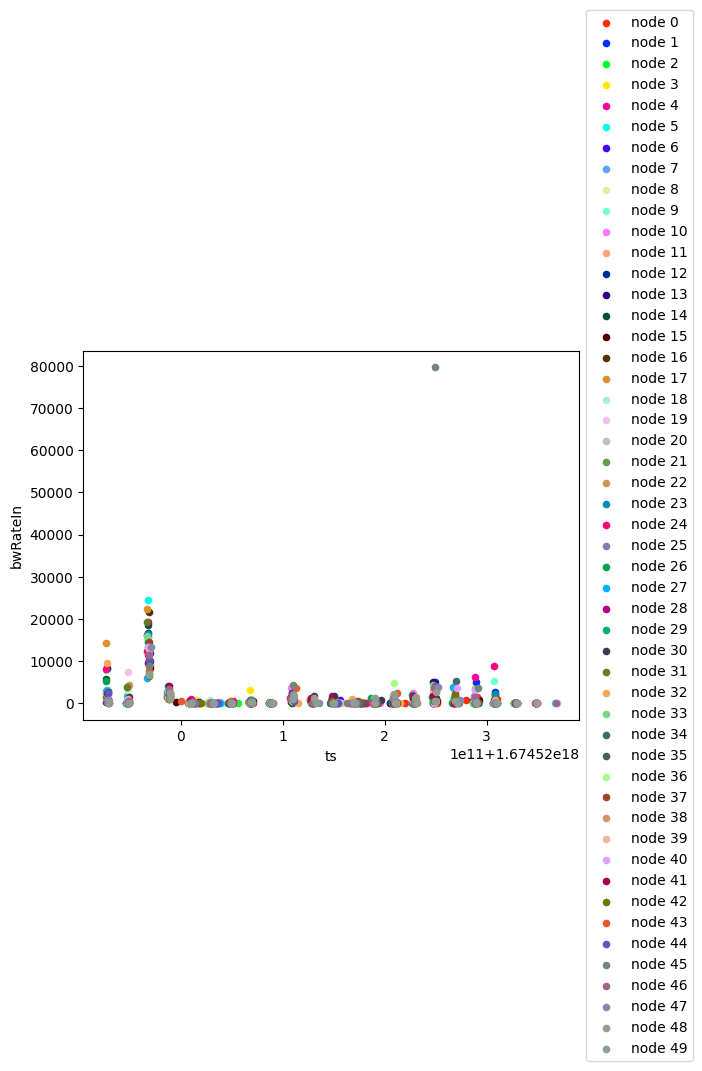 node 0
node 1
node 2
node 3
node 4
node 5
node 6
node 7
node 8
node 9
node 10
node 11
node 12
node 13
node 14
node 15
node 16
node 17
node 18
node 19
node 20
node 21
node 22
node 23
node 24
node 25
node 26
node 27
node 28
node 29
node 30
node 31
node 32
node 33
node 34
node 35
node 36
node 37
node 38
node 39
node 40
node 41
node 42
node 43
node 44
node 45
node 46
node 47
node 48
node 49
bwRateIn
80000
70000
60000
50000
40000
30000
20000
10000
0
0 1 2 3
ts
1e11+1.67452e18